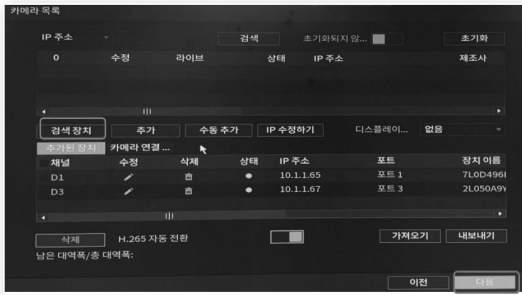 카메라 목록
IP 주소 검색 초기화되지 않... 초기화
0 수정 라이브 상태 IP 주소 제조사
검색 장치 추가 수동 추가 IP 수정하기 디스플레이... 없음
추가된 장치 카메라 연결 ...
채널 수정 삭제 상태 IP 주소 포트 장치 이름
D1 10.1.1.65 포트 1 7L0D496
D3 10.1.1.67 포트 3 2L050A9Y
삭제 H.265 자동 전환 가져오기 내보내기
남은 대역폭/총 대역폭:
이전 다음